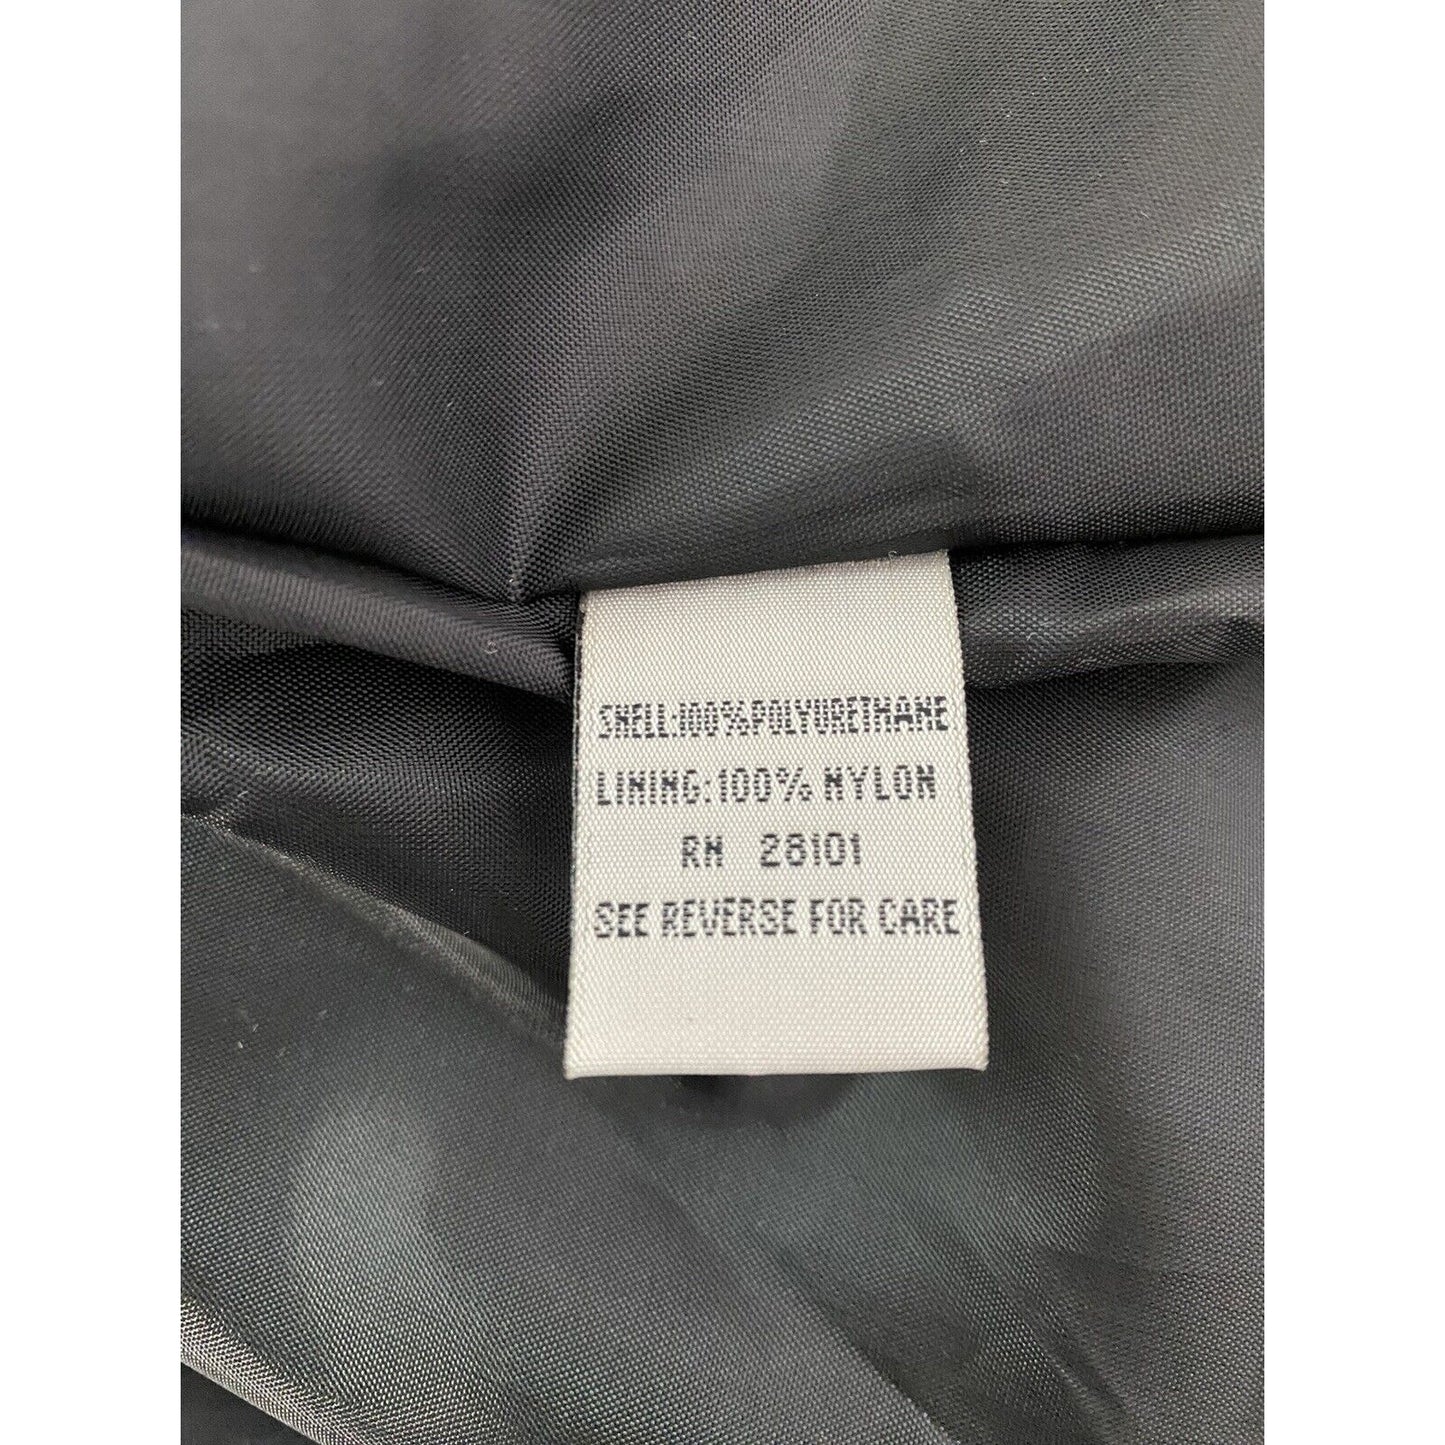 SHELL:100%POLYURETHANE
LINING:100% NYLON
RN 28101
SEE REVERSE FOR CARE